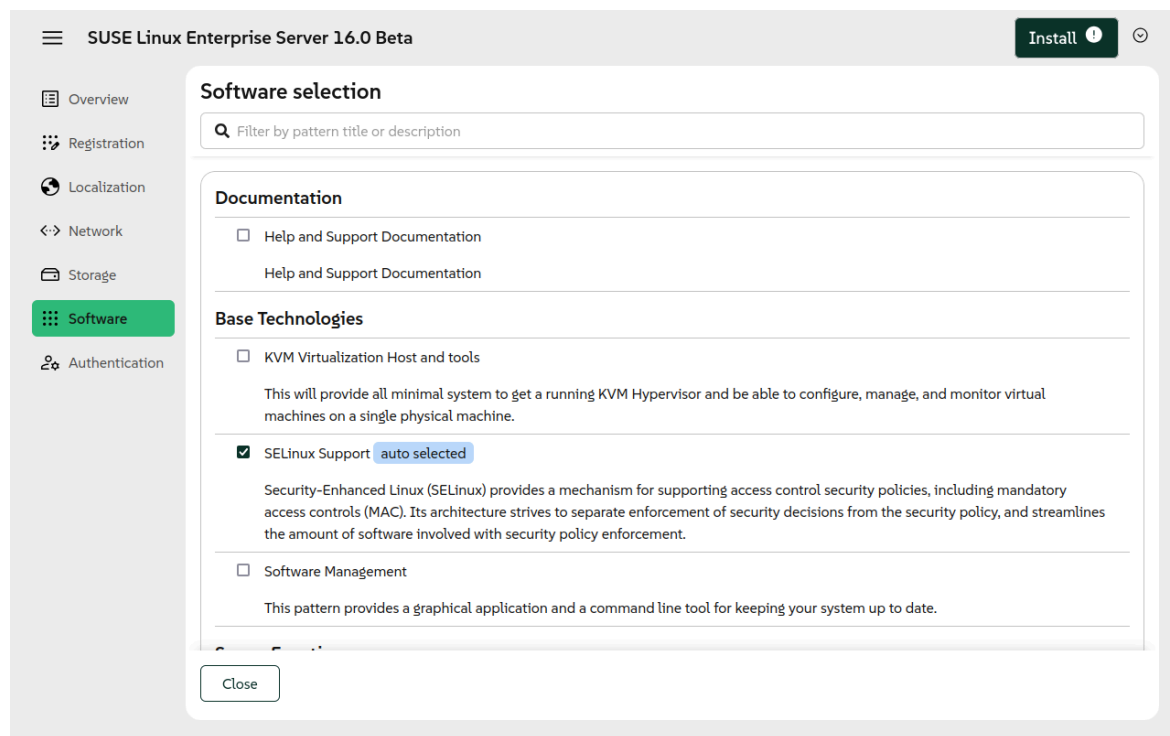 SUSE Linux Enterprise Server 16.0 Beta
Install
Overview
Registration
Localization
Network
Storage
Software
Authentication
Software selection
Filter by pattern title or description
Documentation
Help and Support Documentation
Help and Support Documentation
Base Technologies
KVM Virtualization Host and tools
This will provide all minimal system to get a running KVM Hypervisor and be able to configure, manage, and monitor virtual
machines on a single physical machine.
SELinux Support auto selected
Security-Enhanced Linux (SELinux) provides a mechanism for supporting access control security policies, including mandatory
access controls (MAC). Its architecture strives to separate enforcement of security decisions from the security policy, and streamlines
the amount of software involved with security policy enforcement.
Software Management
This pattern provides a graphical application and a command line tool for keeping your system up to date.
Close